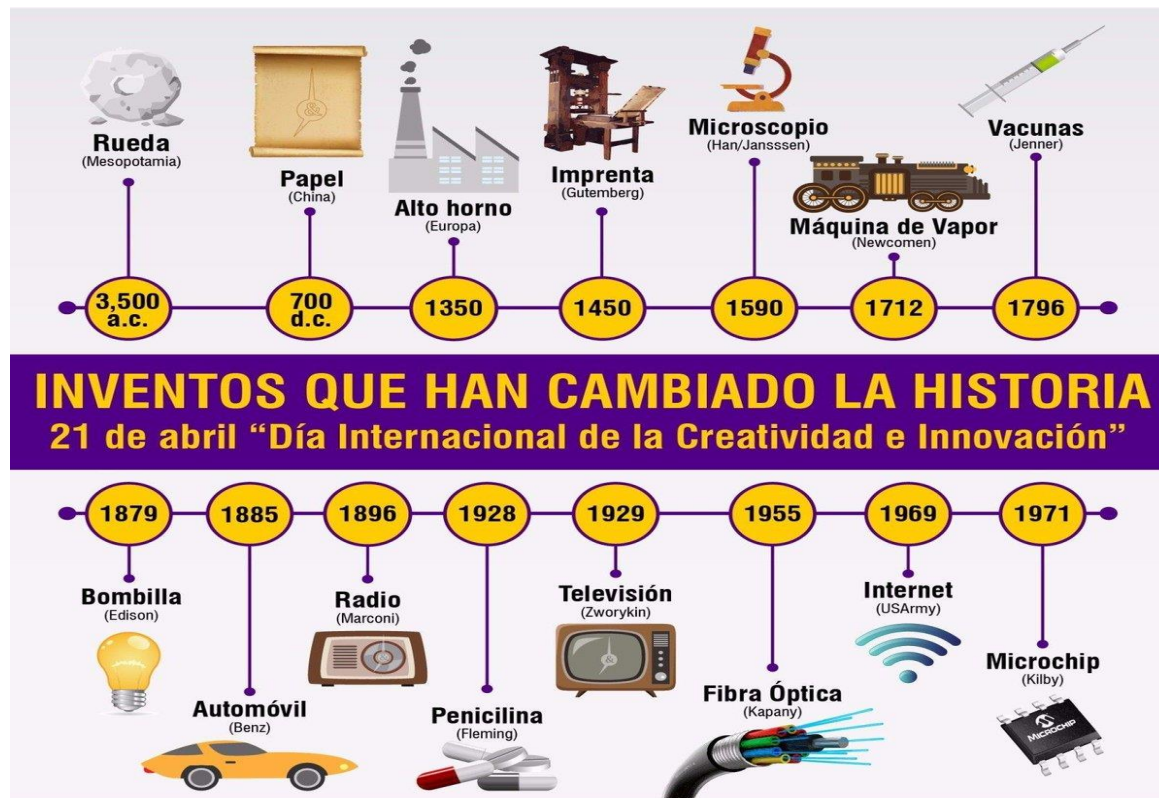 Rueda
(Mesopotamia)
Papel
(China)
Alto horno
(Europa)
Imprenta
(Gutemberg)
Microscopio
(Han/Jansssen)
Máquina de Vapor
(Newcomen)
Vacunas
(Jenner)
3,500
a.c.
700
d.c.
1350
1450
1590
1712
1796
INVENTOS QUE HAN CAMBIADO LA HISTORIA
21 de abril “Día Internacional de la Creatividad e Innovación”
1879
1885
1896
1928
1929
1955
1969
1971
Bombilla
(Edison)
Automóvil
(Benz)
Radio
(Marconi)
Penicilina
(Fleming)
Televisión
(Zworykin)
Fibra Óptica
(Kapany)
Internet
(USArmy)
Microchip
(Kilby)
MICROCHIP
&
&
&